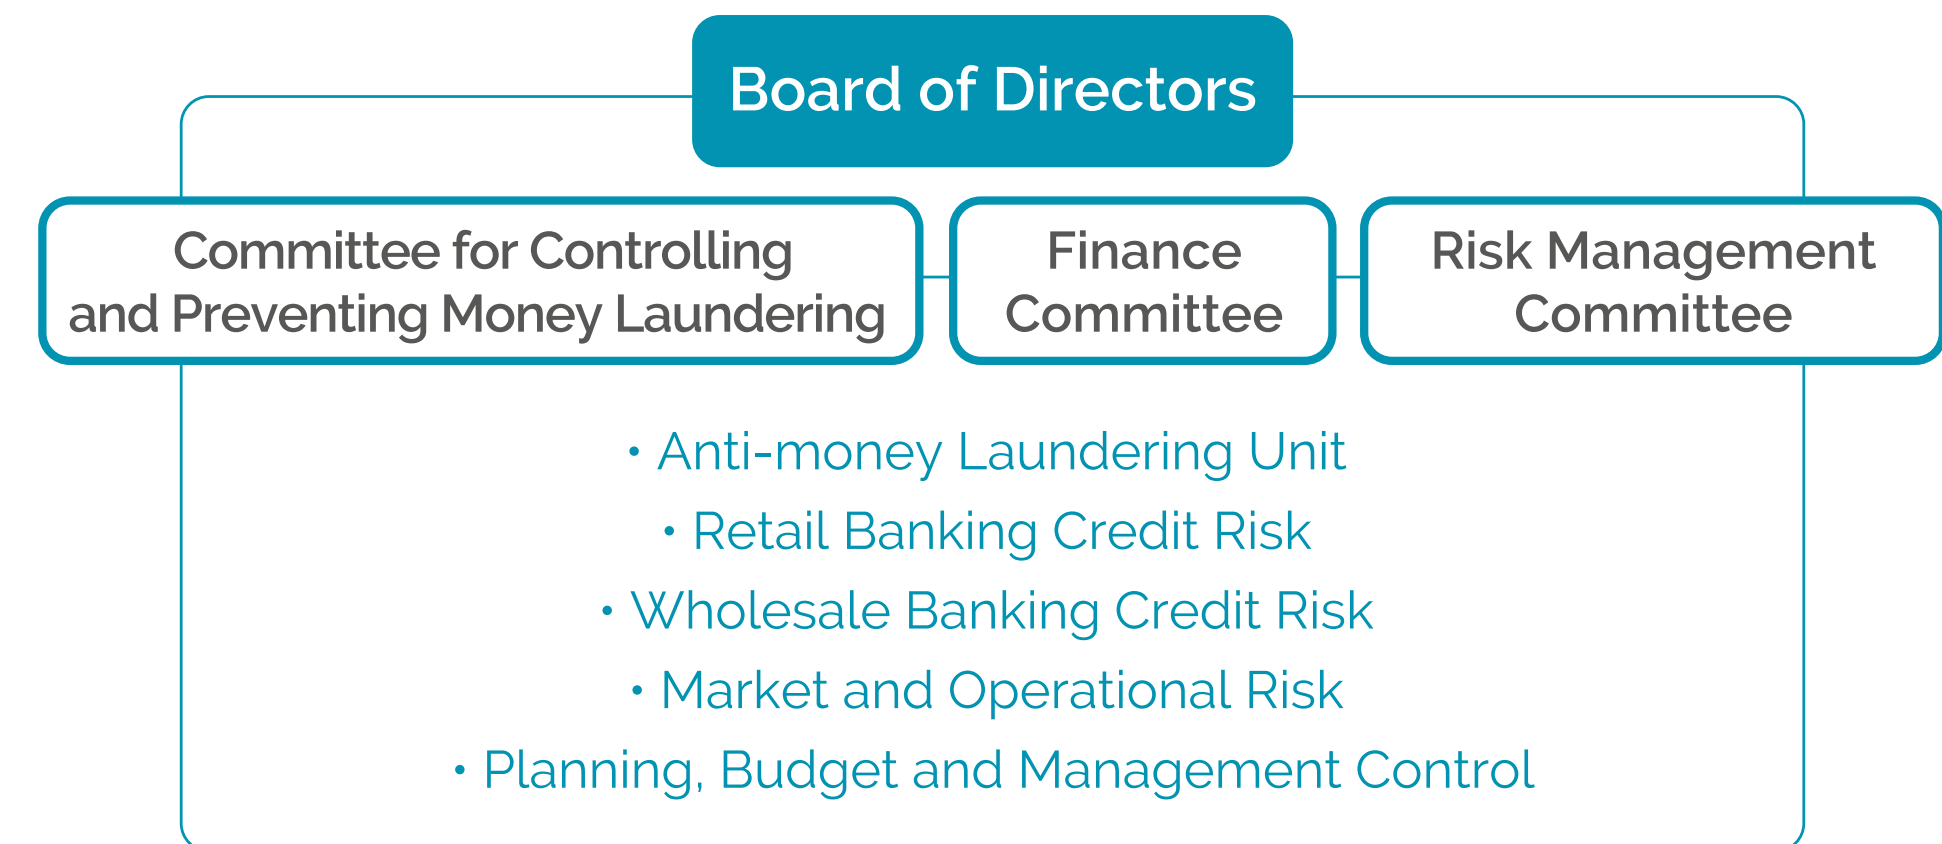 Board of Directors
Committee for Controlling
and Preventing Money Laundering
Finance
Committee
Risk Management
Committee
• Anti-money Laundering Unit
• Retail Banking Credit Risk
• Wholesale Banking Credit Risk
• Market and Operational Risk
• Planning, Budget and Management Control